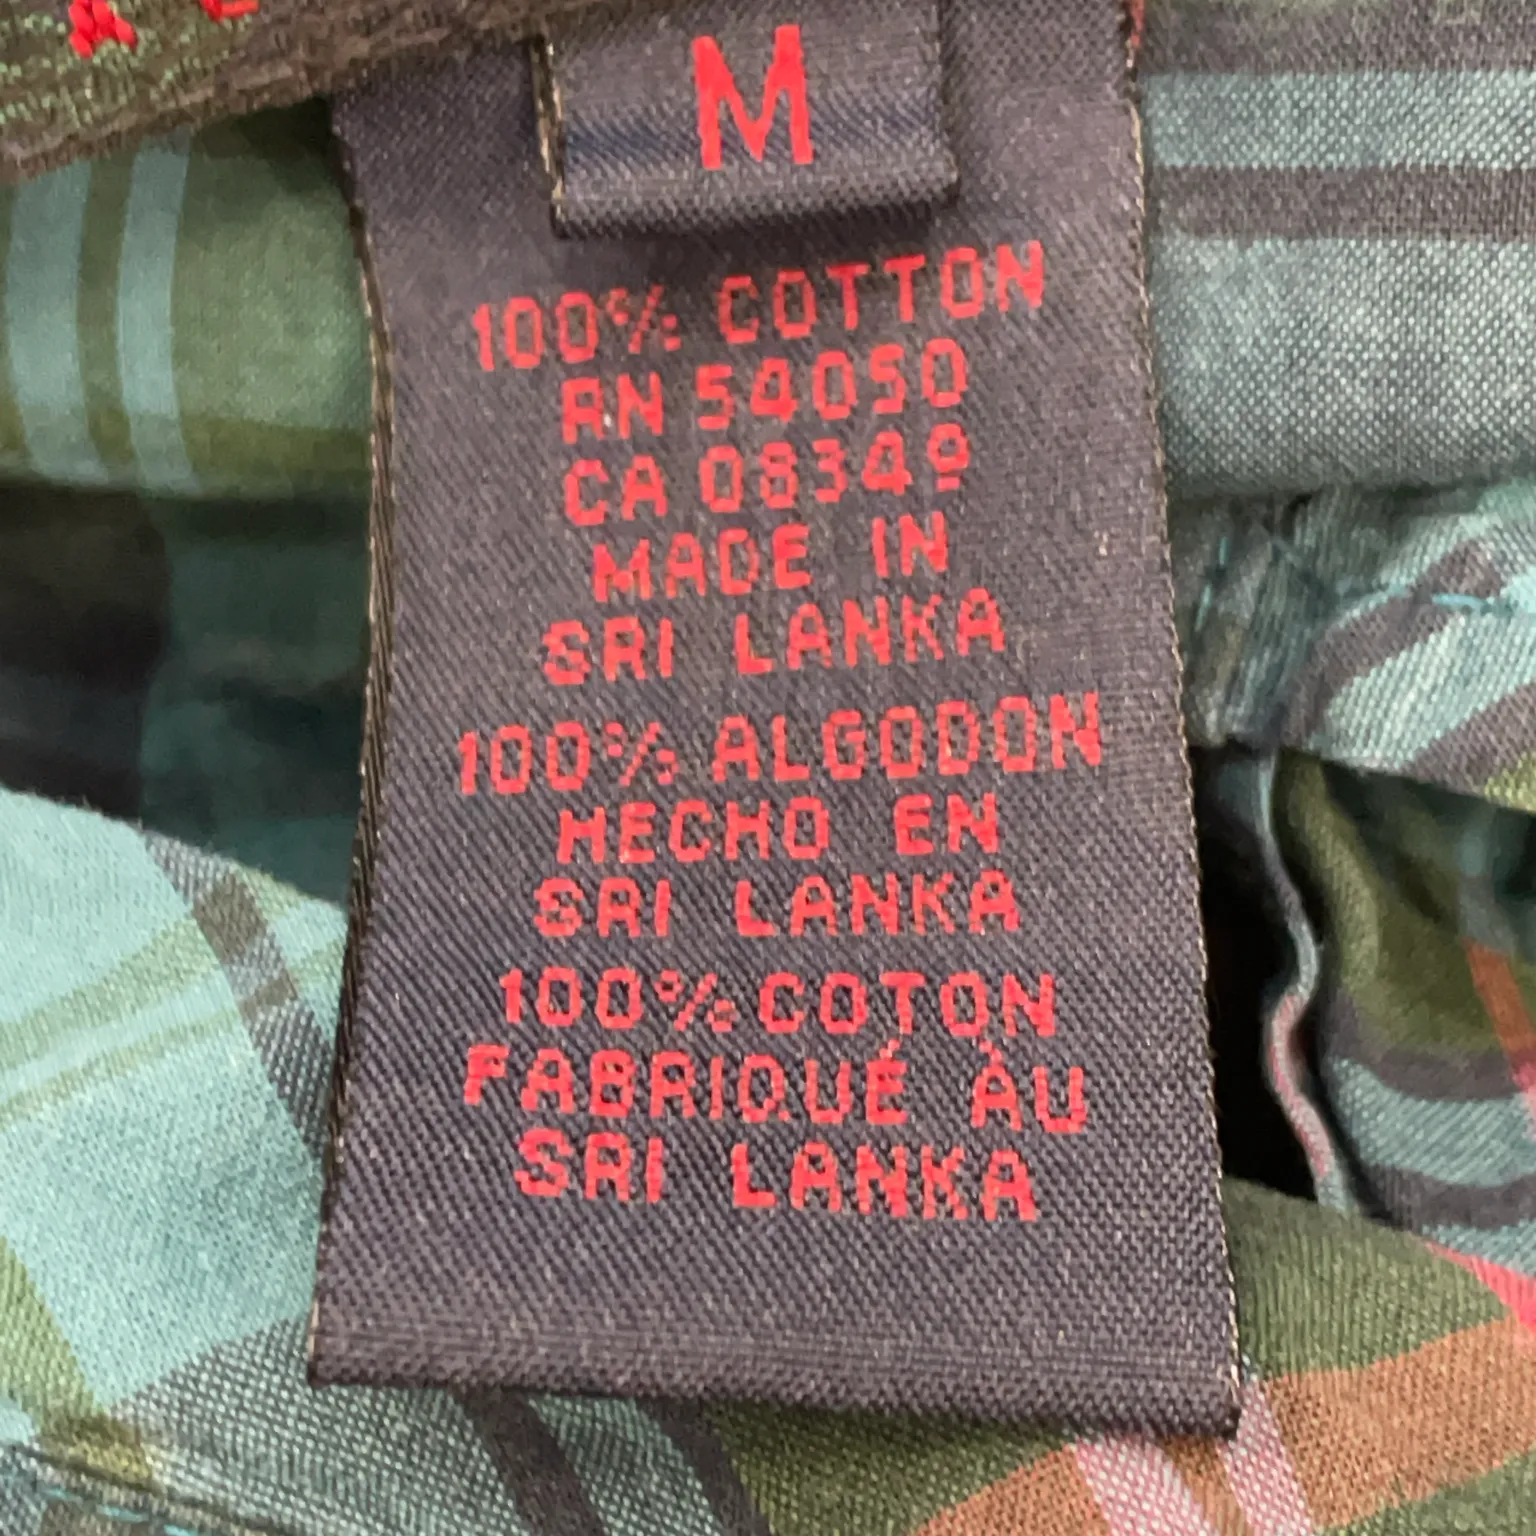 M
100% COTTON
RN 54050
CA 08349
MADE IN
SRI LANKA
100% ALGODON
HECHO EN
SRI LANKA
100% COTON
FABRIQUÉ ÀU
SRI LANKA